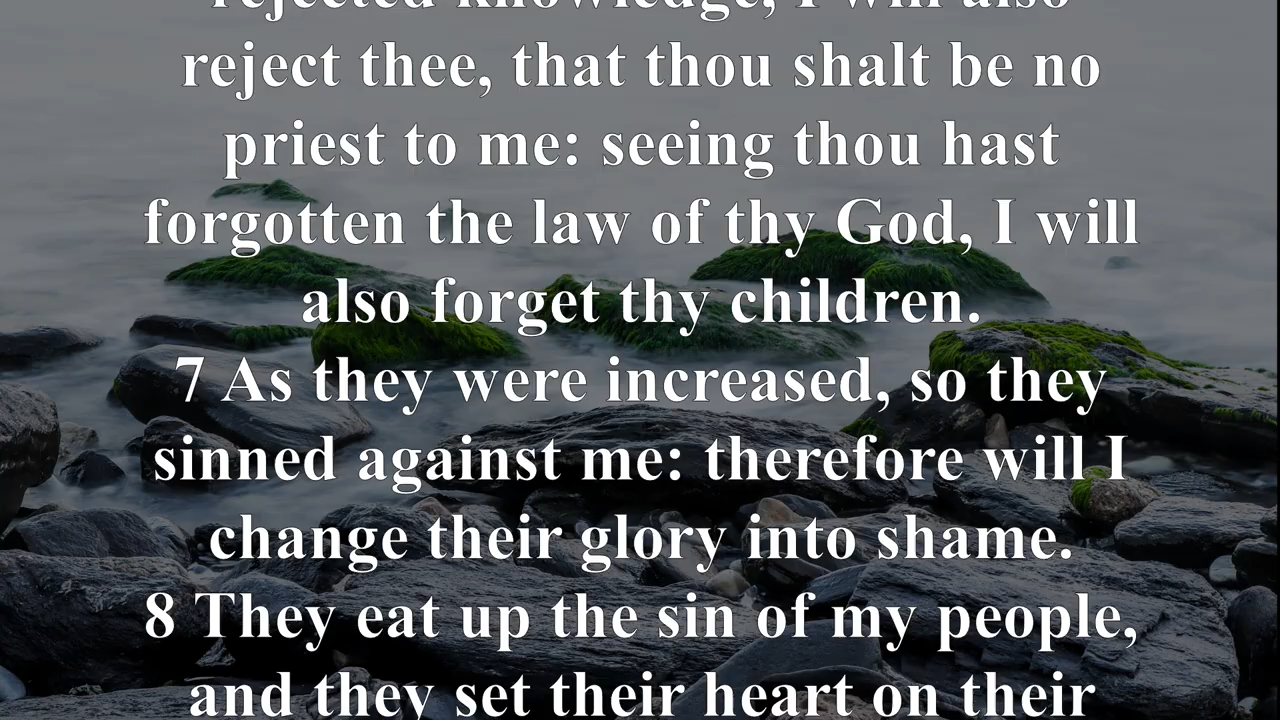 rejected knowledge, I will also
reject thee, that thou shalt be no
priest to me: seeing thou hast
forgotten the law of thy God, I will
also forget thy children.
7 As they were increased, so they
sinned against me: therefore will I
change their glory into shame.
8 They eat up the sin of my people,
and they set their heart on their